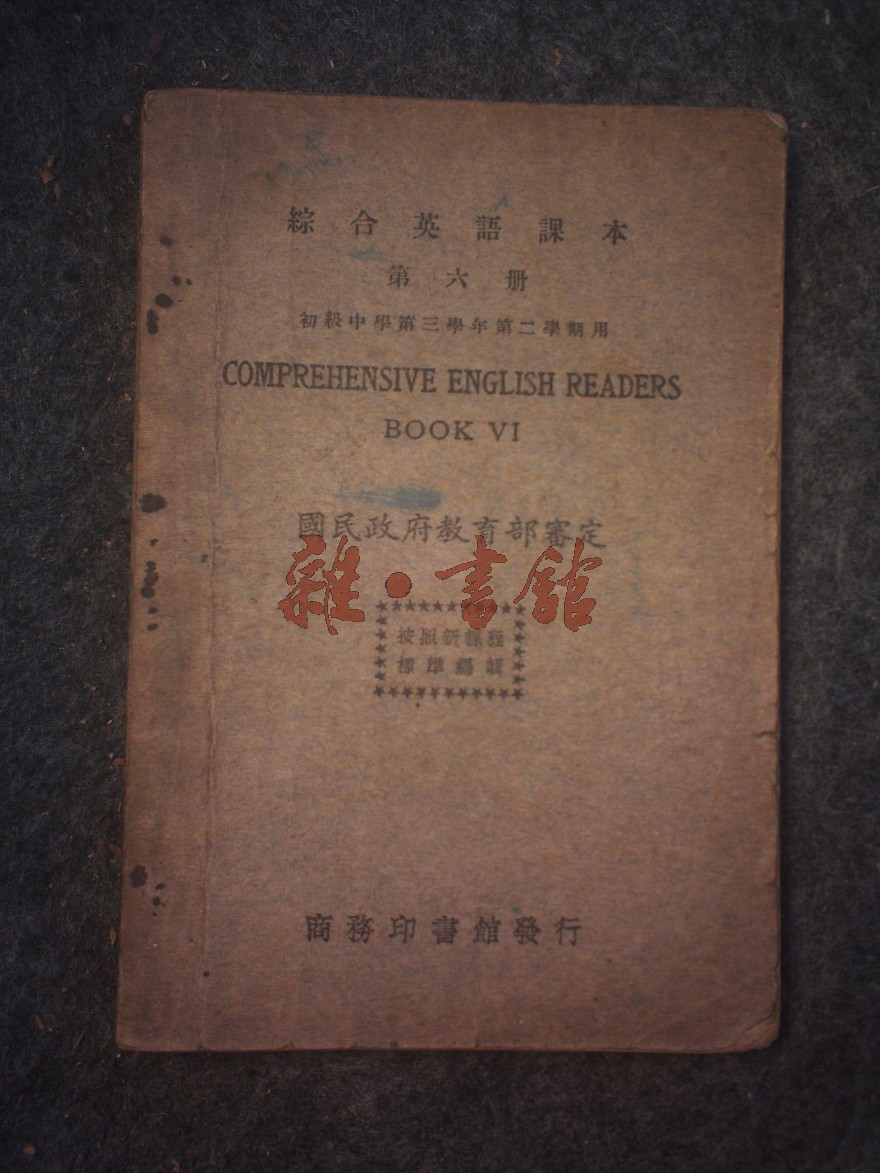 綜合英語課本
第六册
初級中學第三學年第二學期用
COMPREHENSIVE ENGLISH READERS
BOOK VI
國民政府教育部審定
雜·書館
按照新課程
標準編輯
商務印書館發行